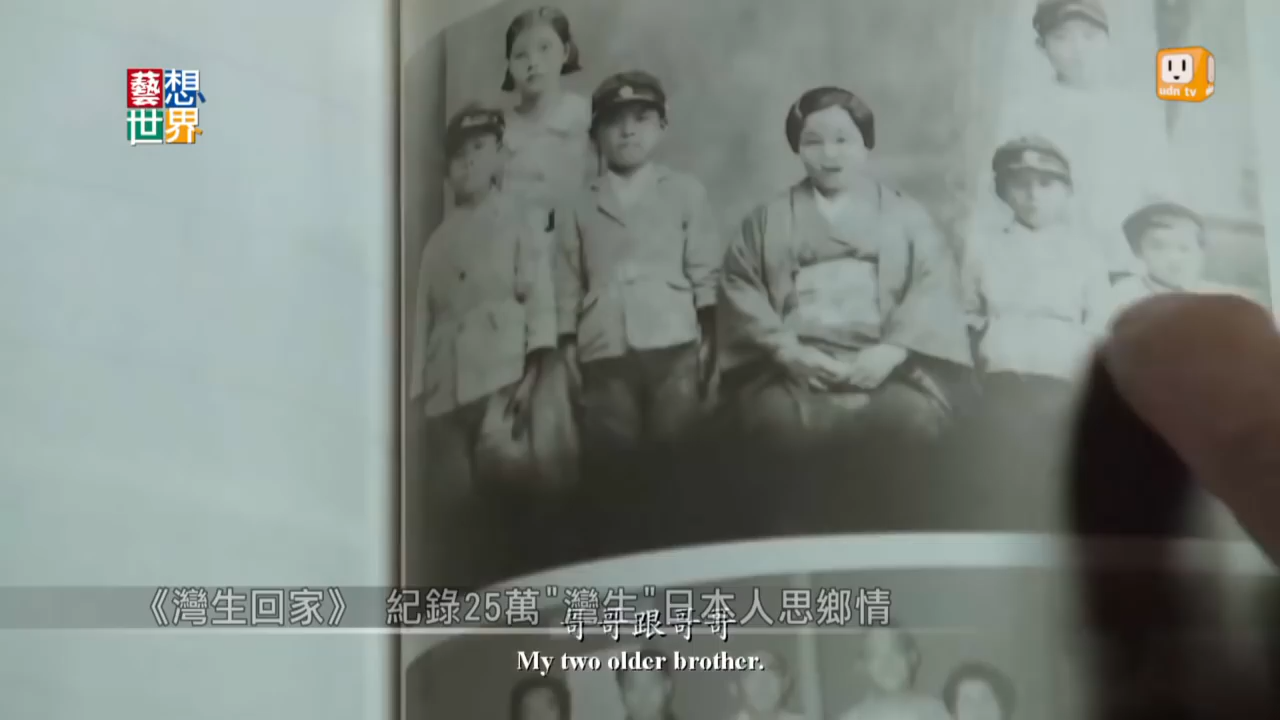 藝想
世界
udn tv
《灣生回家》 紀錄25萬"灣生"日本人思鄉情
哥哥跟哥哥
My two older brother.